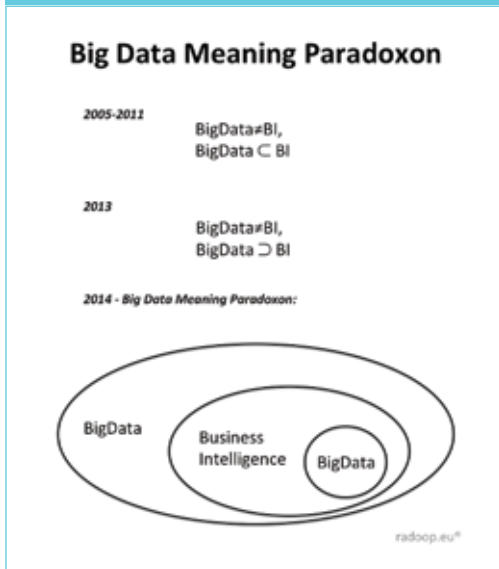 Big Data Meaning Paradoxon
2005-2011
BigData≠BI,
BigData ⊂ BI
2013
BigData≠BI,
BigData ⊃ BI
2014 - Big Data Meaning Paradoxon:
BigData
Business
Intelligence
BigData
radoop.eu®